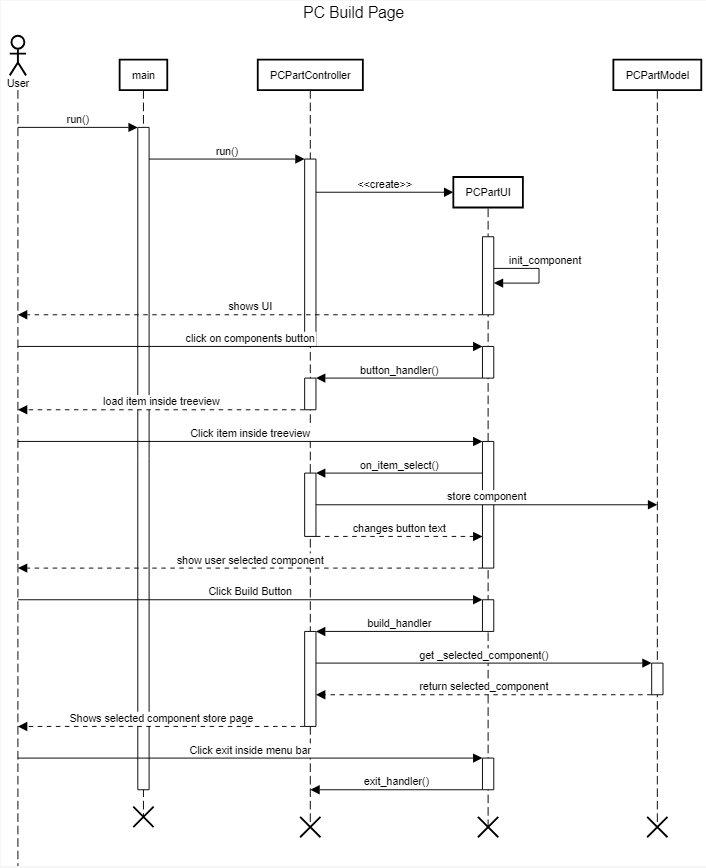 PC Build Page
User
main
PCPartController
PCPartModel
run()
run()
<<create>>
PCPartUI
init_component
shows UI
click on components button
button_handler()
load item inside treeview
Click item inside treeview
on_item_select()
store component
changes button text
show user selected component
Click Build Button
build_handler
get _selected_component()
return selected_component
Shows selected component store page
Click exit inside menu bar
exit_handler()